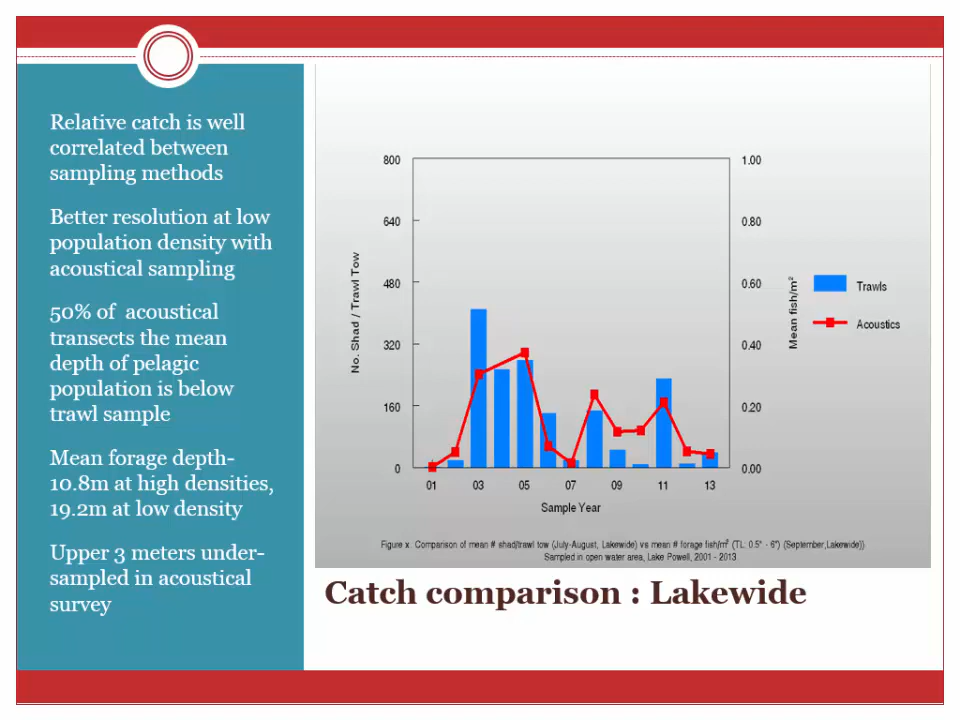 Relative catch is well
correlated between
sampling methods
Better resolution at low
population density with
acoustical sampling
50% of  acoustical
transects the mean
depth of pelagic
population is below
trawl sample
Mean forage depth-
10.8m at high densities,
19.2m at low density
Upper 3 meters under-
sampled in acoustical
survey
800
640
480
320
160
0
No. Shad / Trawl Tow
1.00
0.80
0.60
0.40
0.20
0.00
Mean fish/m²
01 03 05 07 09 11 13
Sample Year
Trawls
Acoustics
Figure x. Comparison of mean # shad/trawl tow (July-August, Lakewide) vs mean # forage fish/m² (TL: 0.5" - 6") (September,Lakewide)).
Sampled in open water area, Lake Powell, 2001 - 2013
Catch comparison : Lakewide